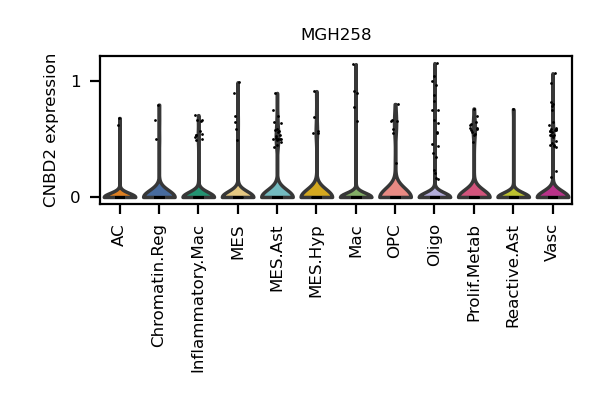 MGH258
CNBD2 expression
1
0
AC
Chromatin.Reg
Inflammatory.Mac
MES
MES.Ast
MES.Hyp
Mac
OPC
Oligo
Prolif.Metab
Reactive.Ast
Vasc